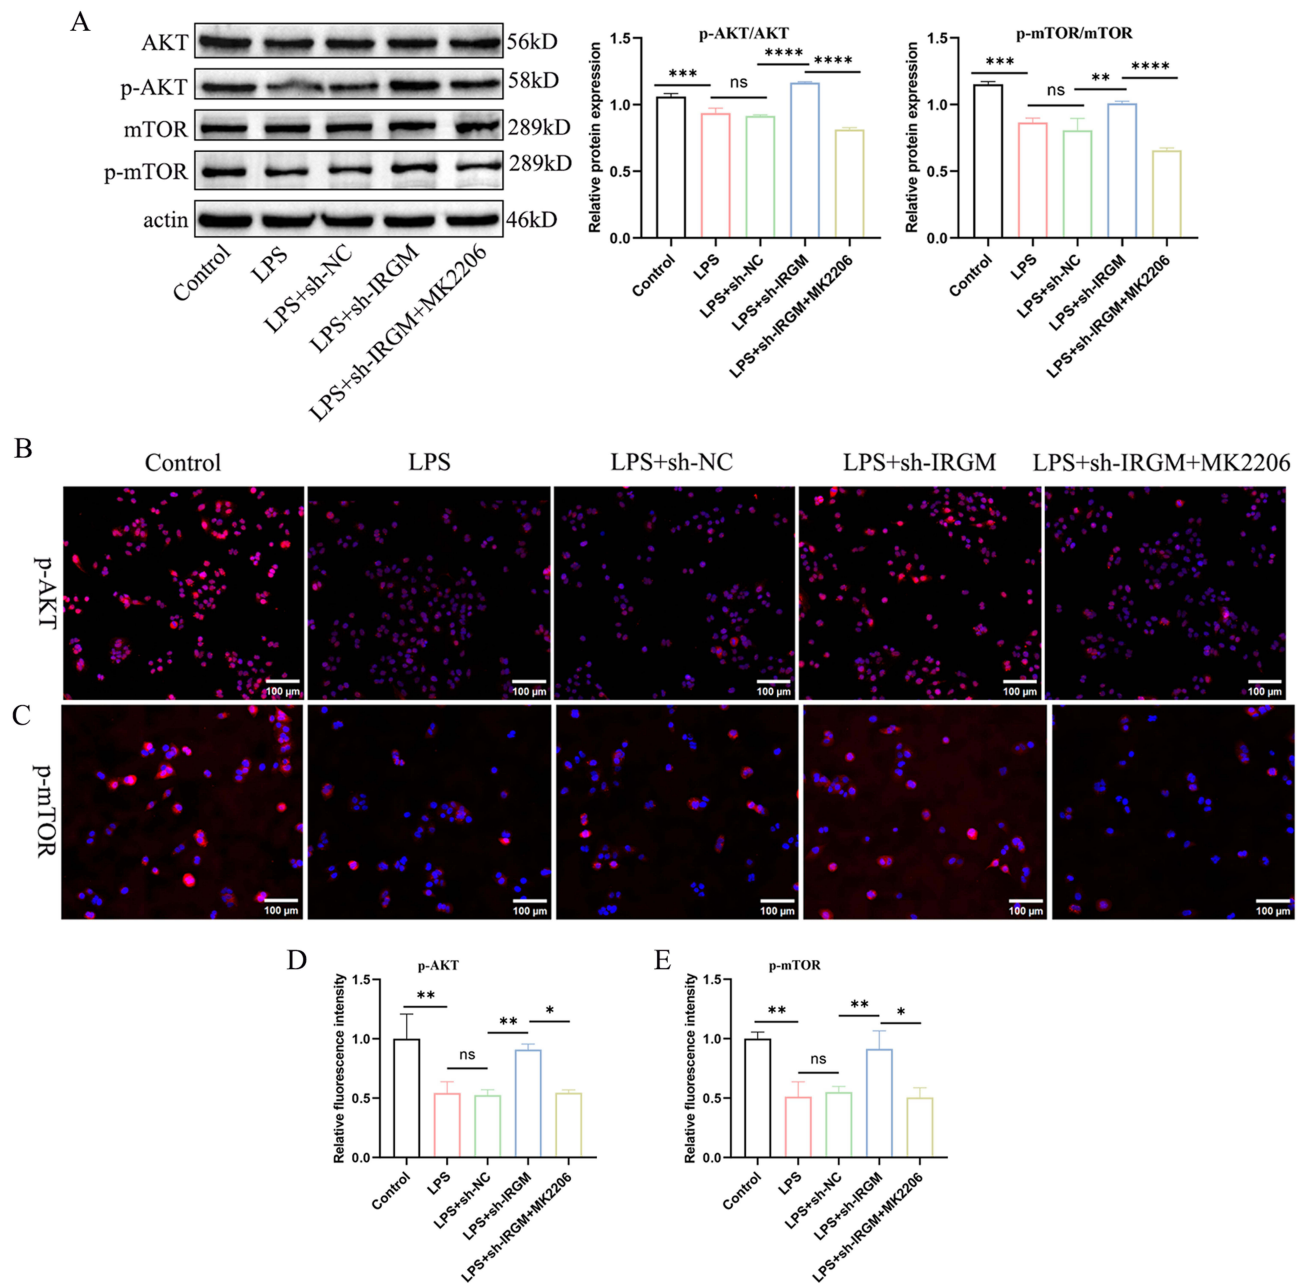 A
AKT 56kD
p-AKT 58kD
mTOR 289kD
p-mTOR 289kD
actin 46kD
Control
LPS
LPS+sh-NC
LPS+sh-IRGM
LPS+sh-IRGM+MK2206
p-AKT/AKT
Relative protein expression
1.5
1.0
0.5
0.0
***
ns
****
****
Control
LPS
LPS+sh-NC
LPS+sh-IRGM
LPS+sh-IRGM+MK2206
p-mTOR/mTOR
Relative protein expression
1.5
1.0
0.5
0.0
***
ns
**
****
Control
LPS
LPS+sh-NC
LPS+sh-IRGM
LPS+sh-IRGM+MK2206
B
Control LPS LPS+sh-NC LPS+sh-IRGM LPS+sh-IRGM+MK2206
p-AKT
100 μm 100 μm 100 μm 100 μm 100 μm
C
p-mTOR
100 μm 100 μm 100 μm 100 μm 100 μm
D
p-AKT
Relative fluorescence intensity
1.5
1.0
0.5
0.0
**
ns
**
*
Control
LPS
LPS+sh-NC
LPS+sh-IRGM
LPS+sh-IRGM+MK2206
E
p-mTOR
Relative fluorescence intensity
1.5
1.0
0.5
0.0
**
ns
**
*
Control
LPS
LPS+sh-NC
LPS+sh-IRGM
LPS+sh-IRGM+MK2206